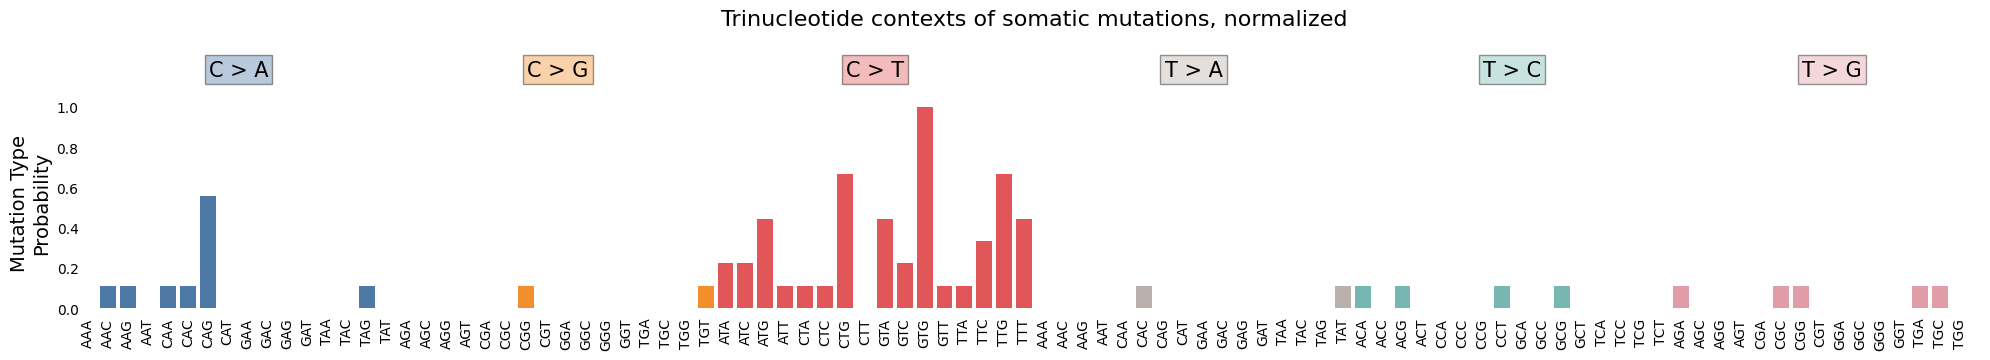 Trinucleotide contexts of somatic mutations, normalized
C > A
C > G
C > T
T > A
T > C
T > G
Mutation Type
Probability
1.0
0.8
0.6
0.4
0.2
0.0
AAA AAC AAG AAT CAA CAC CAG CAT GAA GAC GAG GAT TAA TAC TAG TAT AGA AGC AGG AGT CGA CGC CGG CGT GGA GGC GGG GGT TGA TGC TGG TGT ATA ATC ATG ATT CTA CTC CTG CTT GTA GTC GTG GTT TTA TTC TTG TTT AAA AAC AAG AAT CAA CAC CAG CAT GAA GAC GAG GAT TAA TAC TAG TAT ACA ACC ACG ACT CCA CCC CCG CCT GCA GCC GCG GCT TCA TCC TCG TCT AGA AGC AGG AGT CGA CGC CGG CGT GGA GGC GGG GGT TGA TGC TGG